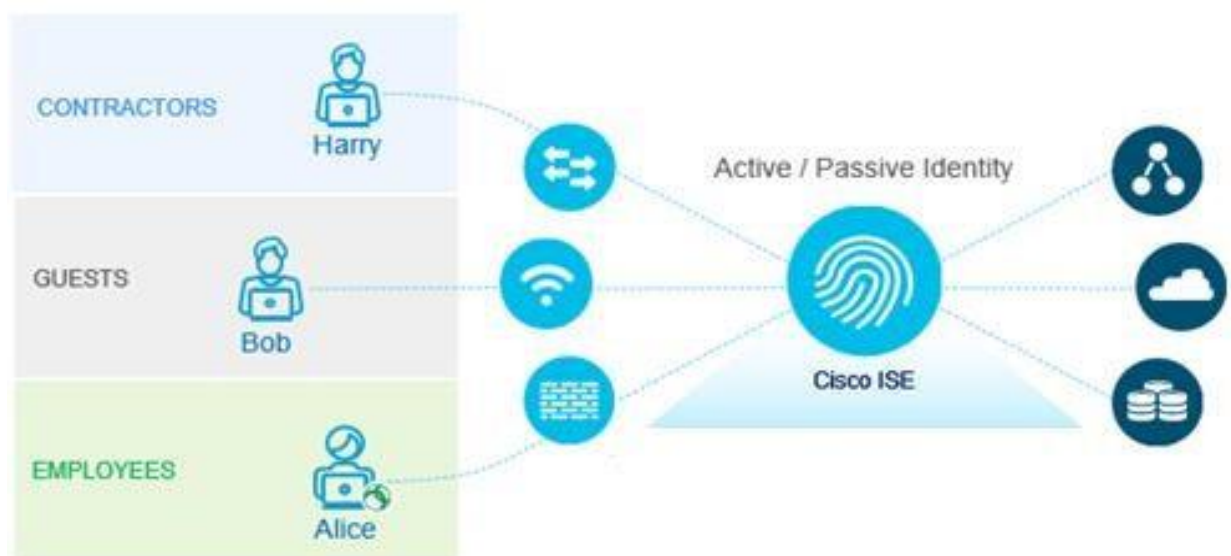 CONTRACTORS
Harry
Active / Passive Identity
GUESTS
Bob
Cisco ISE
EMPLOYEES
Alice